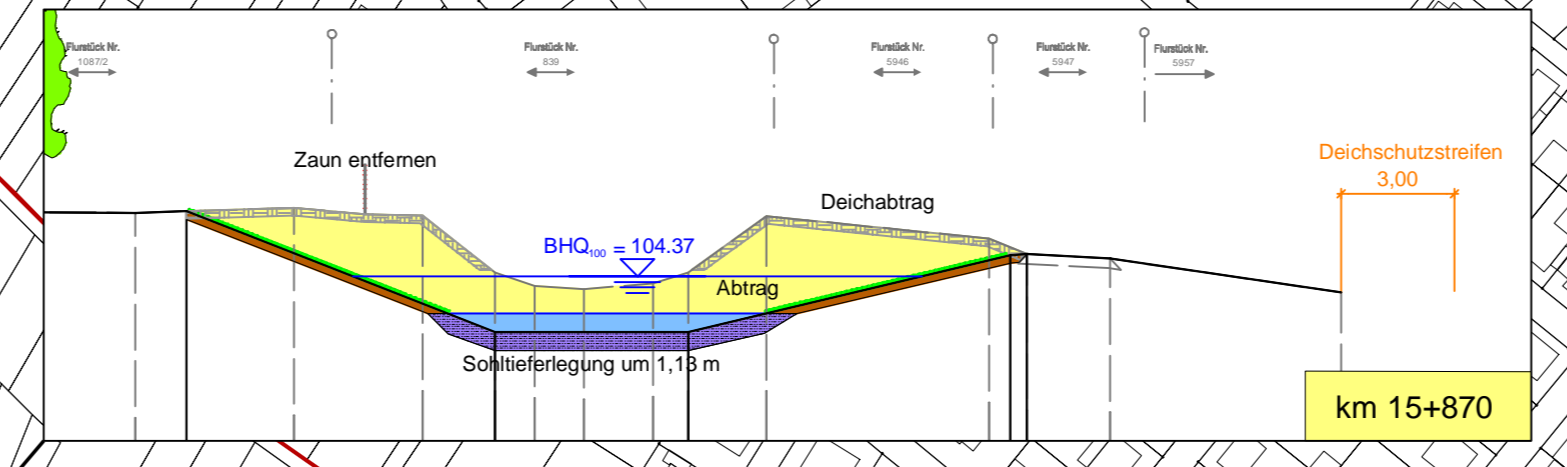 Flurstück Nr.
1087/2
Flurstück Nr.
839
Flurstück Nr.
5946
Flurstück Nr.
5947
Flurstück Nr.
5957
Zaun entfernen
Deichschutzstreifen
3,00
Deichabtrag
BHQ₁₀₀ = 104.37
Abtrag
Sohltieferlegung um 1,13 m
km 15+870